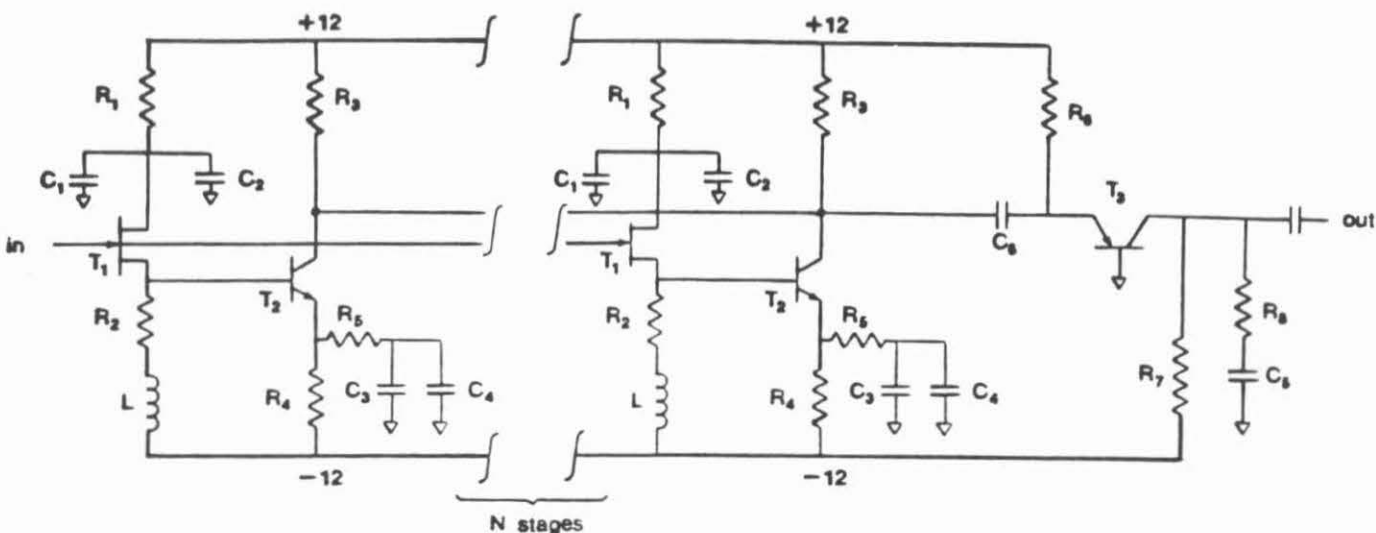 +12 +12
R₁ R₃ R₁ R₃ R₆
C₁ C₂ C₁ C₂ T₃
in T₁ T₁ C₆ out
T₂ T₂
R₂ R₅ R₂ R₅ R₈
L R₄ C₃ C₄ L R₄ C₃ C₄ R₇ C₅
-12 -12
N stages